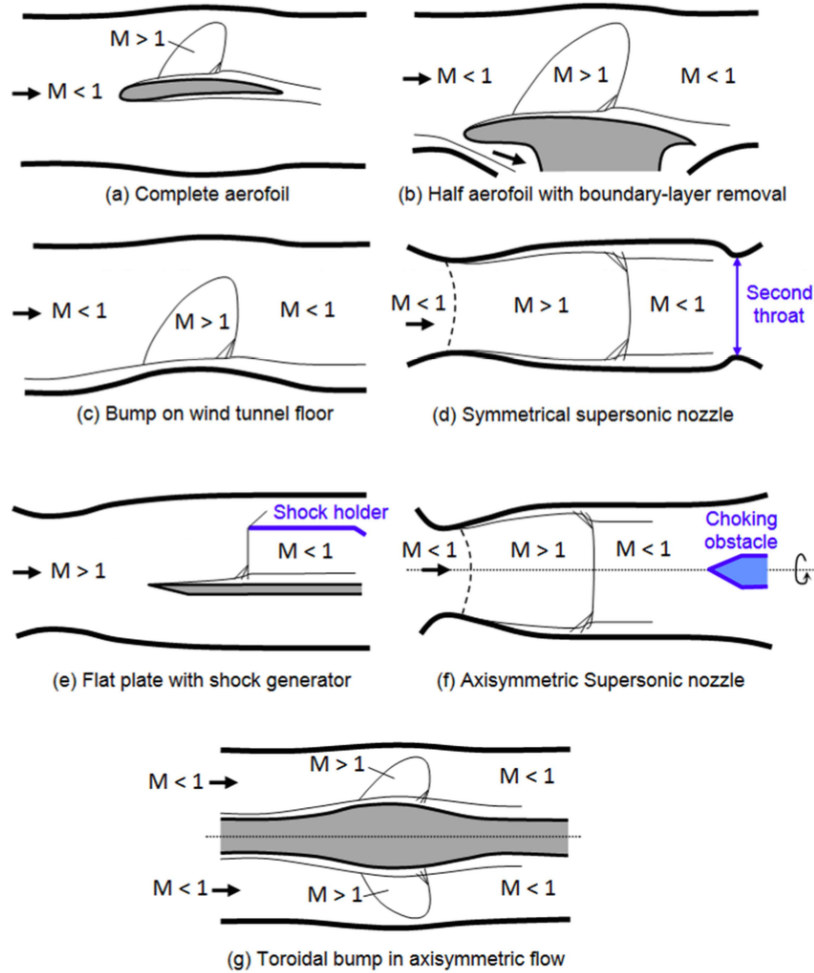 M > 1
M < 1
(a) Complete aerofoil
M < 1
M > 1
M < 1
(b) Half aerofoil with boundary-layer removal
M < 1
M > 1
M < 1
(c) Bump on wind tunnel floor
M < 1
M > 1
M < 1
Second
throat
(d) Symmetrical supersonic nozzle
Shock holder
M > 1
M < 1
(e) Flat plate with shock generator
M < 1
M > 1
M < 1
Choking
obstacle
(f) Axisymmetric Supersonic nozzle
M < 1
M > 1
M < 1
M < 1
M > 1
M < 1
(g) Toroidal bump in axisymmetric flow